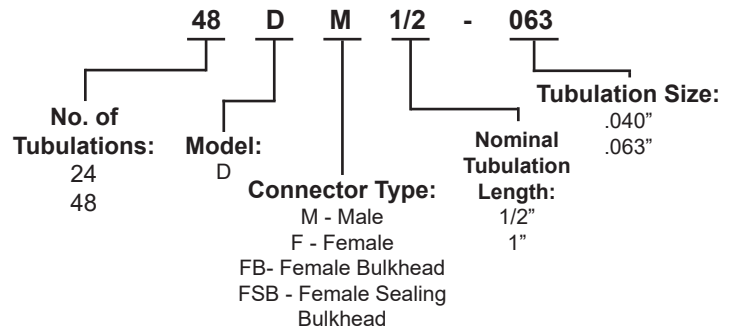 48 D M 1/2 - 063
No. of
Tubulations:
24
48
Model:
D
Connector Type:
M - Male
F - Female
FB- Female Bulkhead
FSB - Female Sealing
Bulkhead
Nominal
Tubulation
Length:
1/2”
1”
Tubulation Size:
.040”
.063”